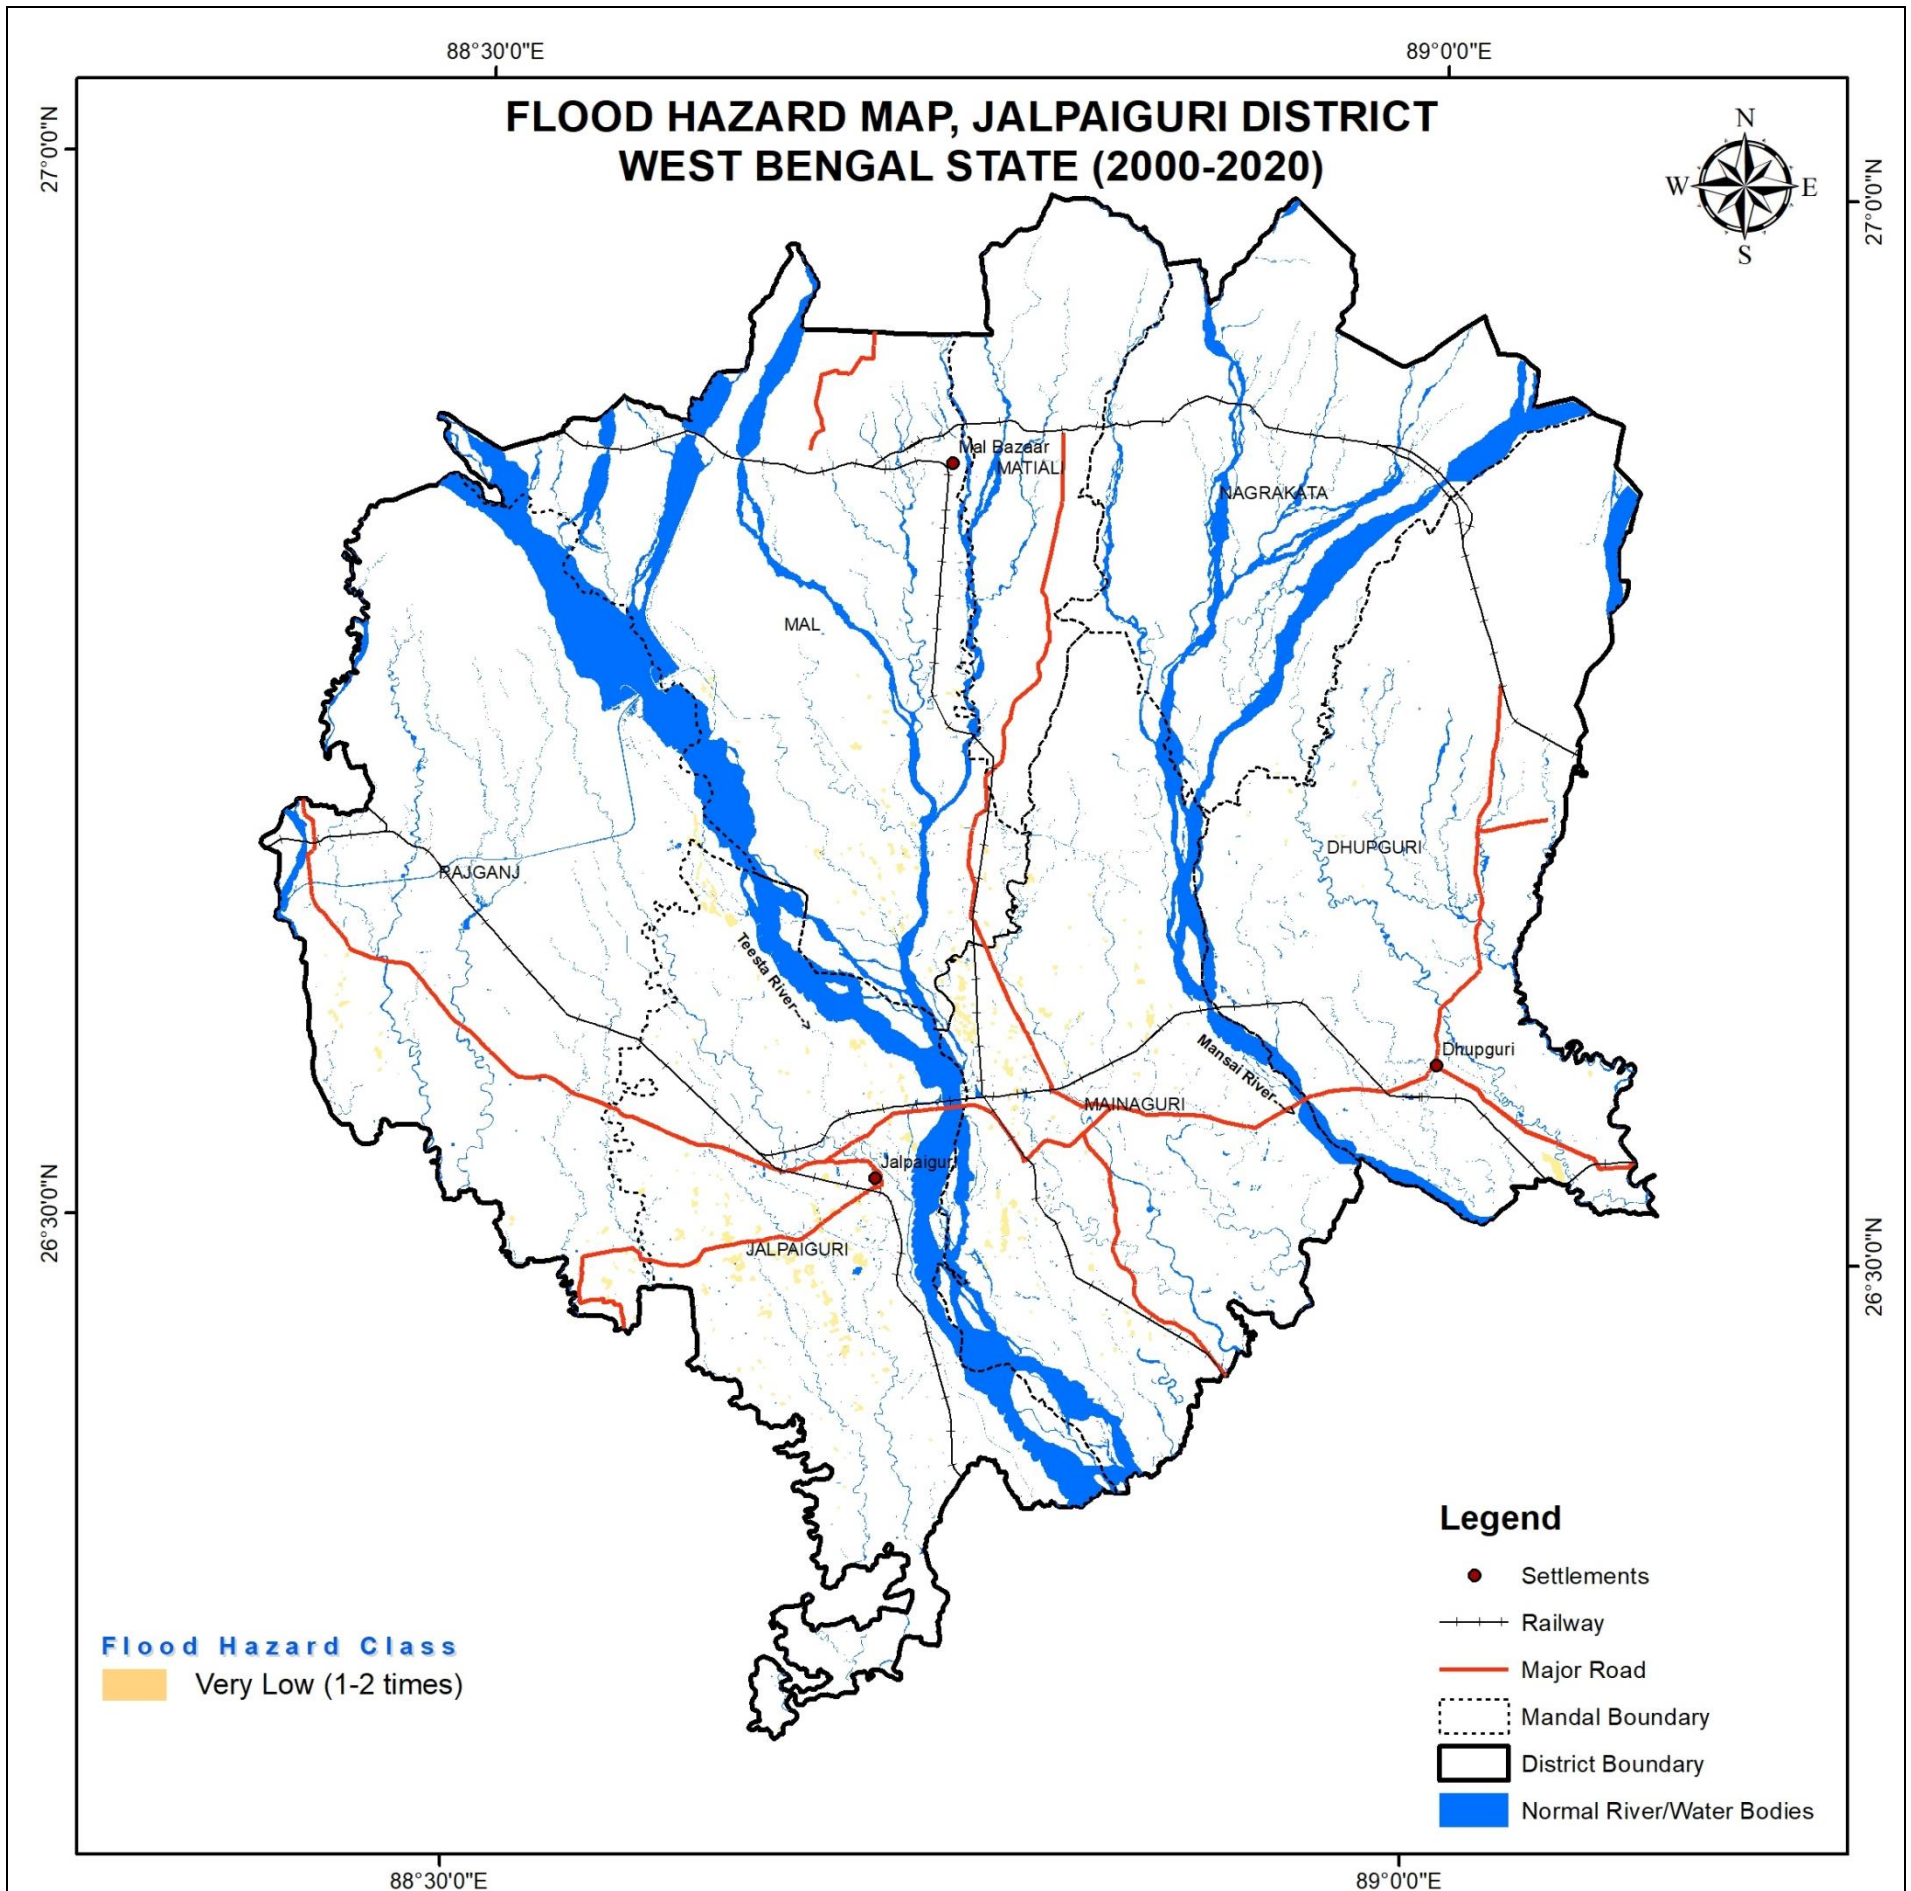 88°30'0"E
89°0'0"E
27°0'0"N
27°0'0"N
FLOOD HAZARD MAP, JALPAIGURI DISTRICT
WEST BENGAL STATE (2000-2020)
N
W
E
S
Mal Bazaar
MATIALI
NAGRAKATA
MAL
DHUPGURI
RAJGANJ
Teesta River---->
Mansai River---->
Dhupguri
MAINAGURI
Jalpaiguri
JALPAIGURI
26°30'0"N
26°30'0"N
Legend
Settlements
Railway
Major Road
Mandal Boundary
District Boundary
Normal River/Water Bodies
Flood Hazard Class
Very Low (1-2 times)
88°30'0"E
89°0'0"E